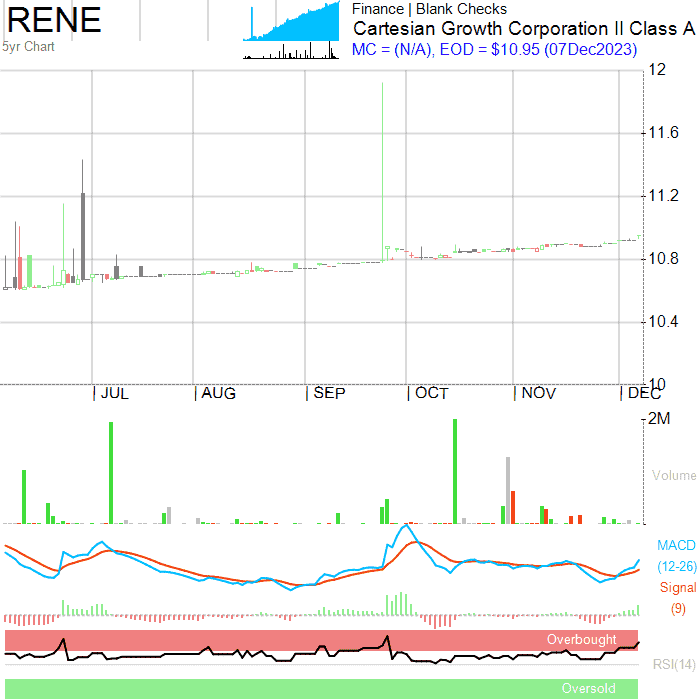 RENE
5yr Chart
Finance | Blank Checks
Cartesian Growth Corporation II Class A
MC = (N/A), EOD = $10.95 (07Dec2023)
12
11.6
11.2
10.8
10.4
10
JUL AUG SEP OCT NOV DEC
2M
Volume
MACD
(12-26)
Signal
(9)
Overbought
RSI(14)
Oversold